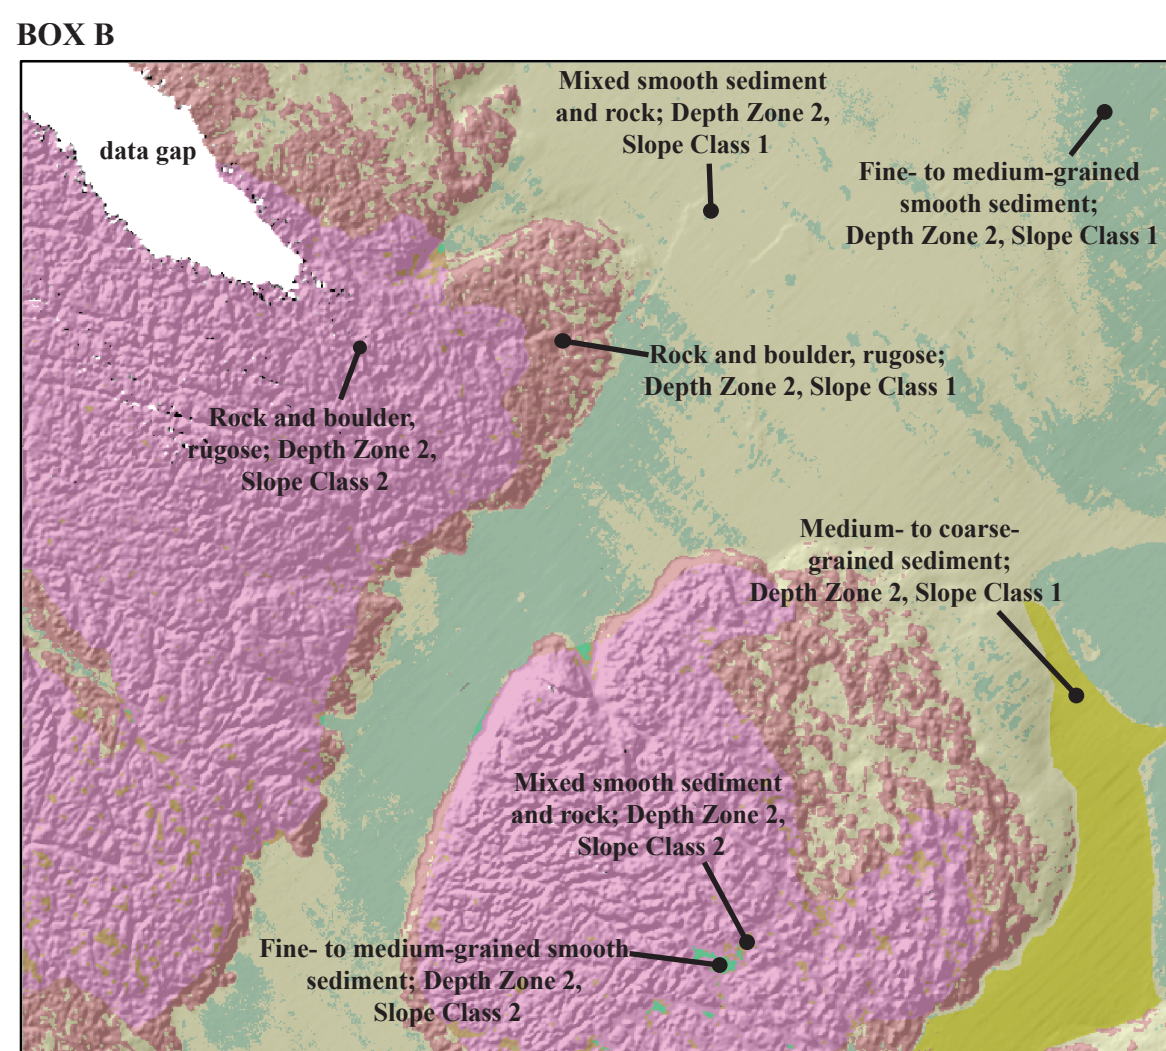 BOX B
Mixed smooth sediment
and rock; Depth Zone 2,
Slope Class 1
data gap
Fine- to medium-grained
smooth sediment;
Depth Zone 2, Slope Class 1
Rock and boulder, rugose;
Depth Zone 2, Slope Class 1
Rock and boulder,
rugose; Depth Zone 2,
Slope Class 2
Medium- to coarse-
grained sediment;
Depth Zone 2, Slope Class 1
Mixed smooth sediment
and rock; Depth Zone 2,
Slope Class 2
Fine- to medium-grained smooth
sediment; Depth Zone 2,
Slope Class 2